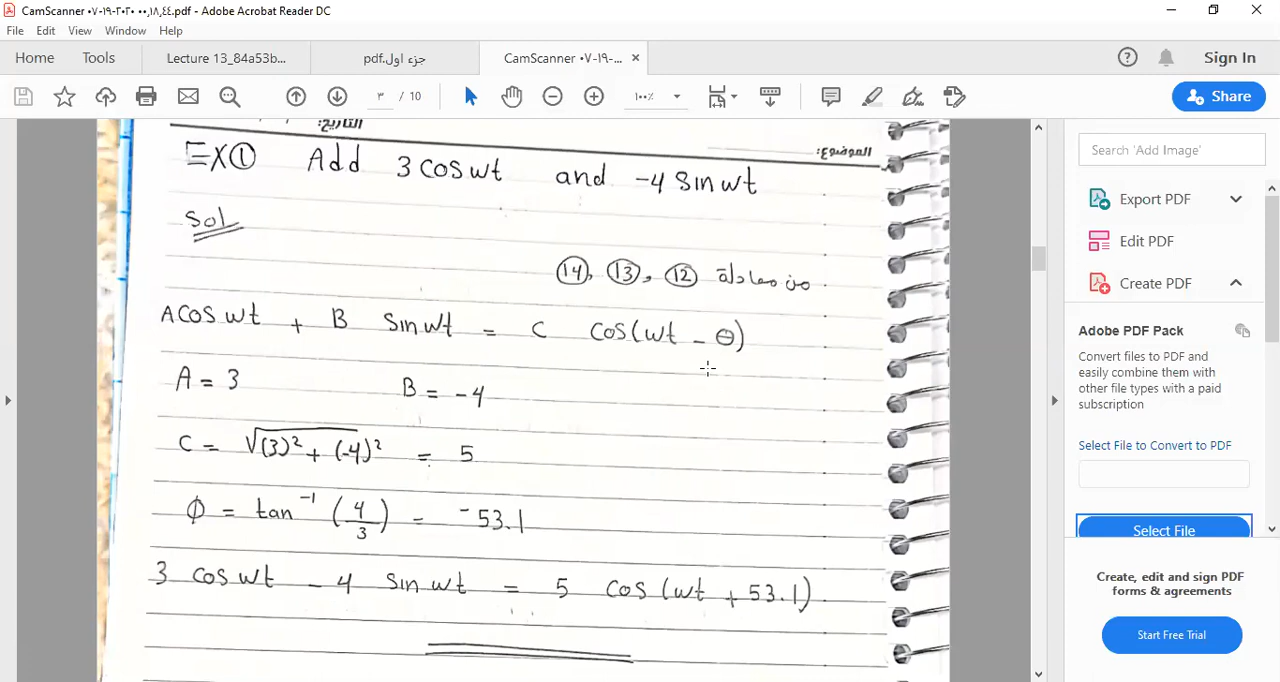 CamScanner ٠٧-١٩-٢٠٢٠ ١٨,٤٤,٠٠.pdf - Adobe Acrobat Reader DC
File Edit View Window Help
Home Tools Lecture 13_84a53b... جزء اول.pdf CamScanner ٠٧-١٩-... × Sign In
٣ / 10 ١٠٠٪ Share
التاريخ:
الموضوع:
EX① Add 3 cos wt and -4 sin wt
Sol
من معادلة ⑫ ، ⑬ ، ⑭
A cos wt + B sin wt = C cos(wt - θ)
A = 3 B = -4
C = √(3)² + (-4)² = 5
Φ = tan⁻¹ (4/3) = -53.1
3 cos wt - 4 sin wt = 5 cos (wt + 53.1)
Search 'Add Image'
Export PDF
Edit PDF
Create PDF
Adobe PDF Pack
Convert files to PDF and
easily combine them with
other file types with a paid
subscription
Select File to Convert to PDF
Select File
Create, edit and sign PDF
forms & agreements
Start Free Trial